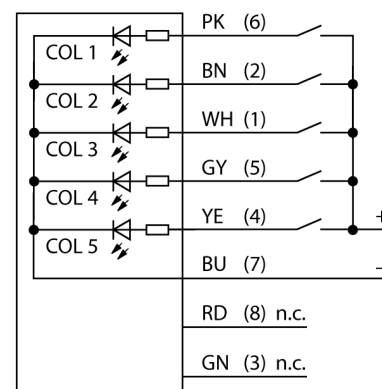 PK (6)
COL 1
BN (2)
COL 2
WH (1)
COL 3
GY (5)
COL 4
YE (4)
+
COL 5
BU (7)
–
RD (8) n.c.
GN (3) n.c.